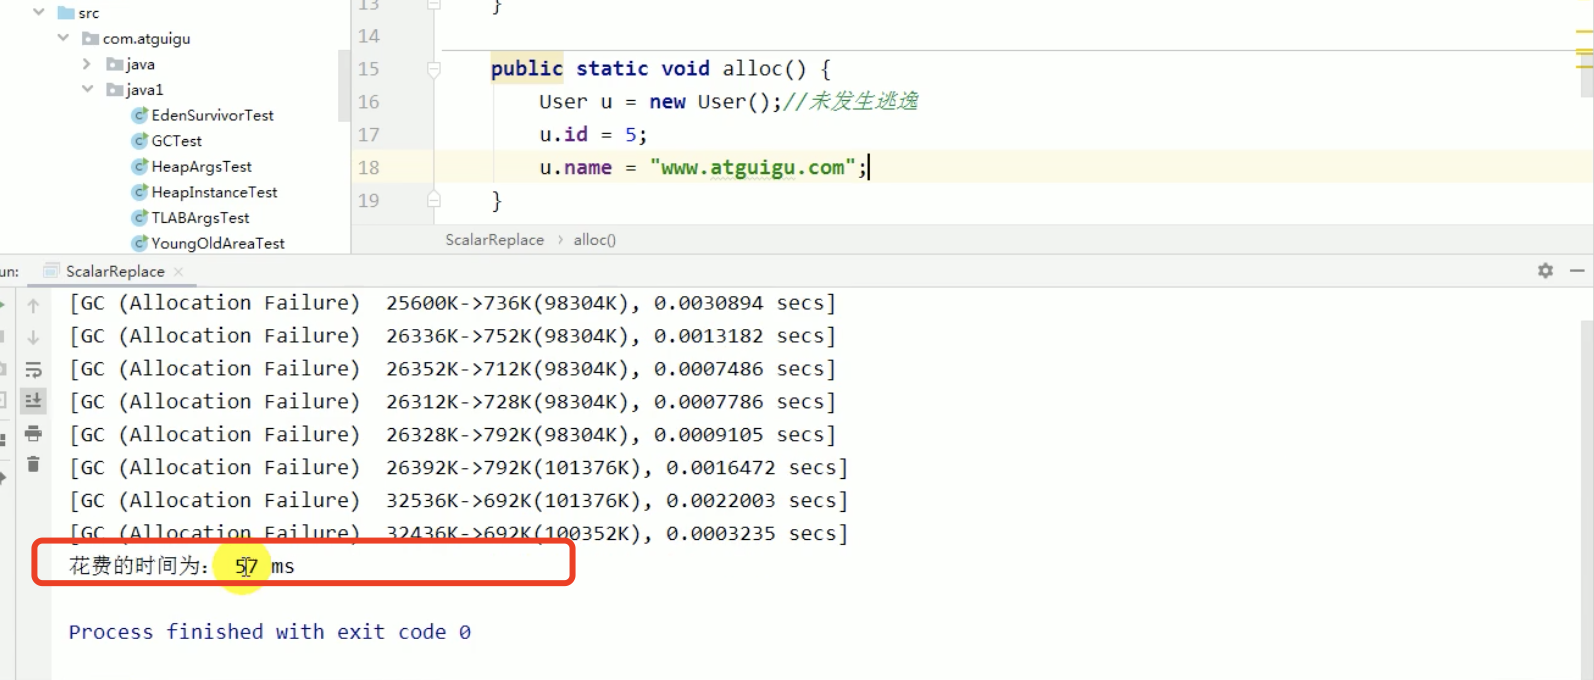 src
com.atguigu
java
java1
EdenSurvivorTest
GCTest
HeapArgsTest
HeapInstanceTest
TLABArgsTest
YoungOldAreaTest
13 }
14
15 public static void alloc() {
16 User u = new User();//未发生逃逸
17 u.id = 5;
18 u.name = "www.atguigu.com";
19 }
ScalarReplace › alloc()
un: ScalarReplace ×
[GC (Allocation Failure) 25600K->736K(98304K), 0.0030894 secs]
[GC (Allocation Failure) 26336K->752K(98304K), 0.0013182 secs]
[GC (Allocation Failure) 26352K->712K(98304K), 0.0007486 secs]
[GC (Allocation Failure) 26312K->728K(98304K), 0.0007786 secs]
[GC (Allocation Failure) 26328K->792K(98304K), 0.0009105 secs]
[GC (Allocation Failure) 26392K->792K(101376K), 0.0016472 secs]
[GC (Allocation Failure) 32536K->692K(101376K), 0.0022003 secs]
[GC (Allocation Failure) 32436K->692K(100352K), 0.0003235 secs]
花费的时间为: 57 ms
Process finished with exit code 0